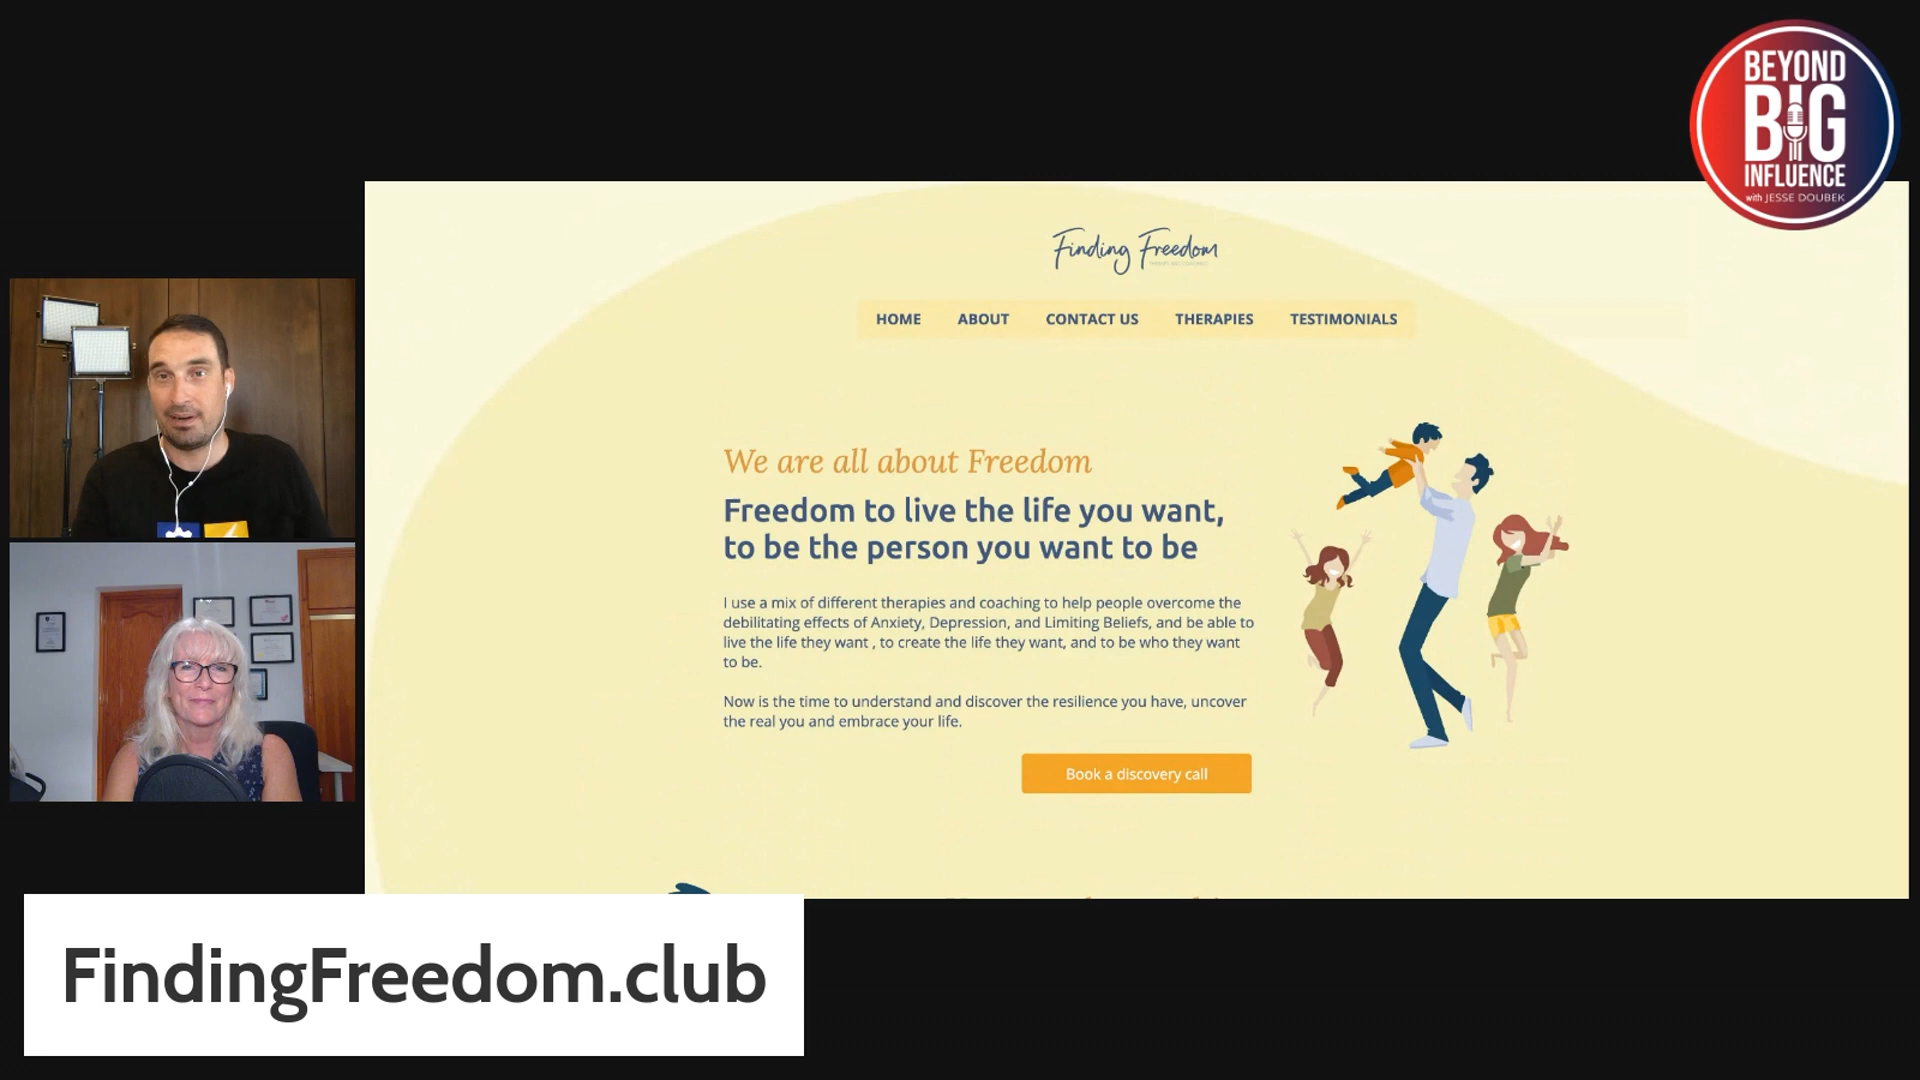 BEYOND
BIG
INFLUENCE
with JESSE DOUBEK
Finding Freedom
HOME ABOUT CONTACT US THERAPIES TESTIMONIALS
We are all about Freedom
Freedom to live the life you want,
to be the person you want to be
I use a mix of different therapies and coaching to help people overcome the
debilitating effects of Anxiety, Depression, and Limiting Beliefs, and be able to
live the life they want , to create the life they want, and to be who they want
to be.
Now is the time to understand and discover the resilience you have, uncover
the real you and embrace your life.
Book a discovery call
FindingFreedom.club